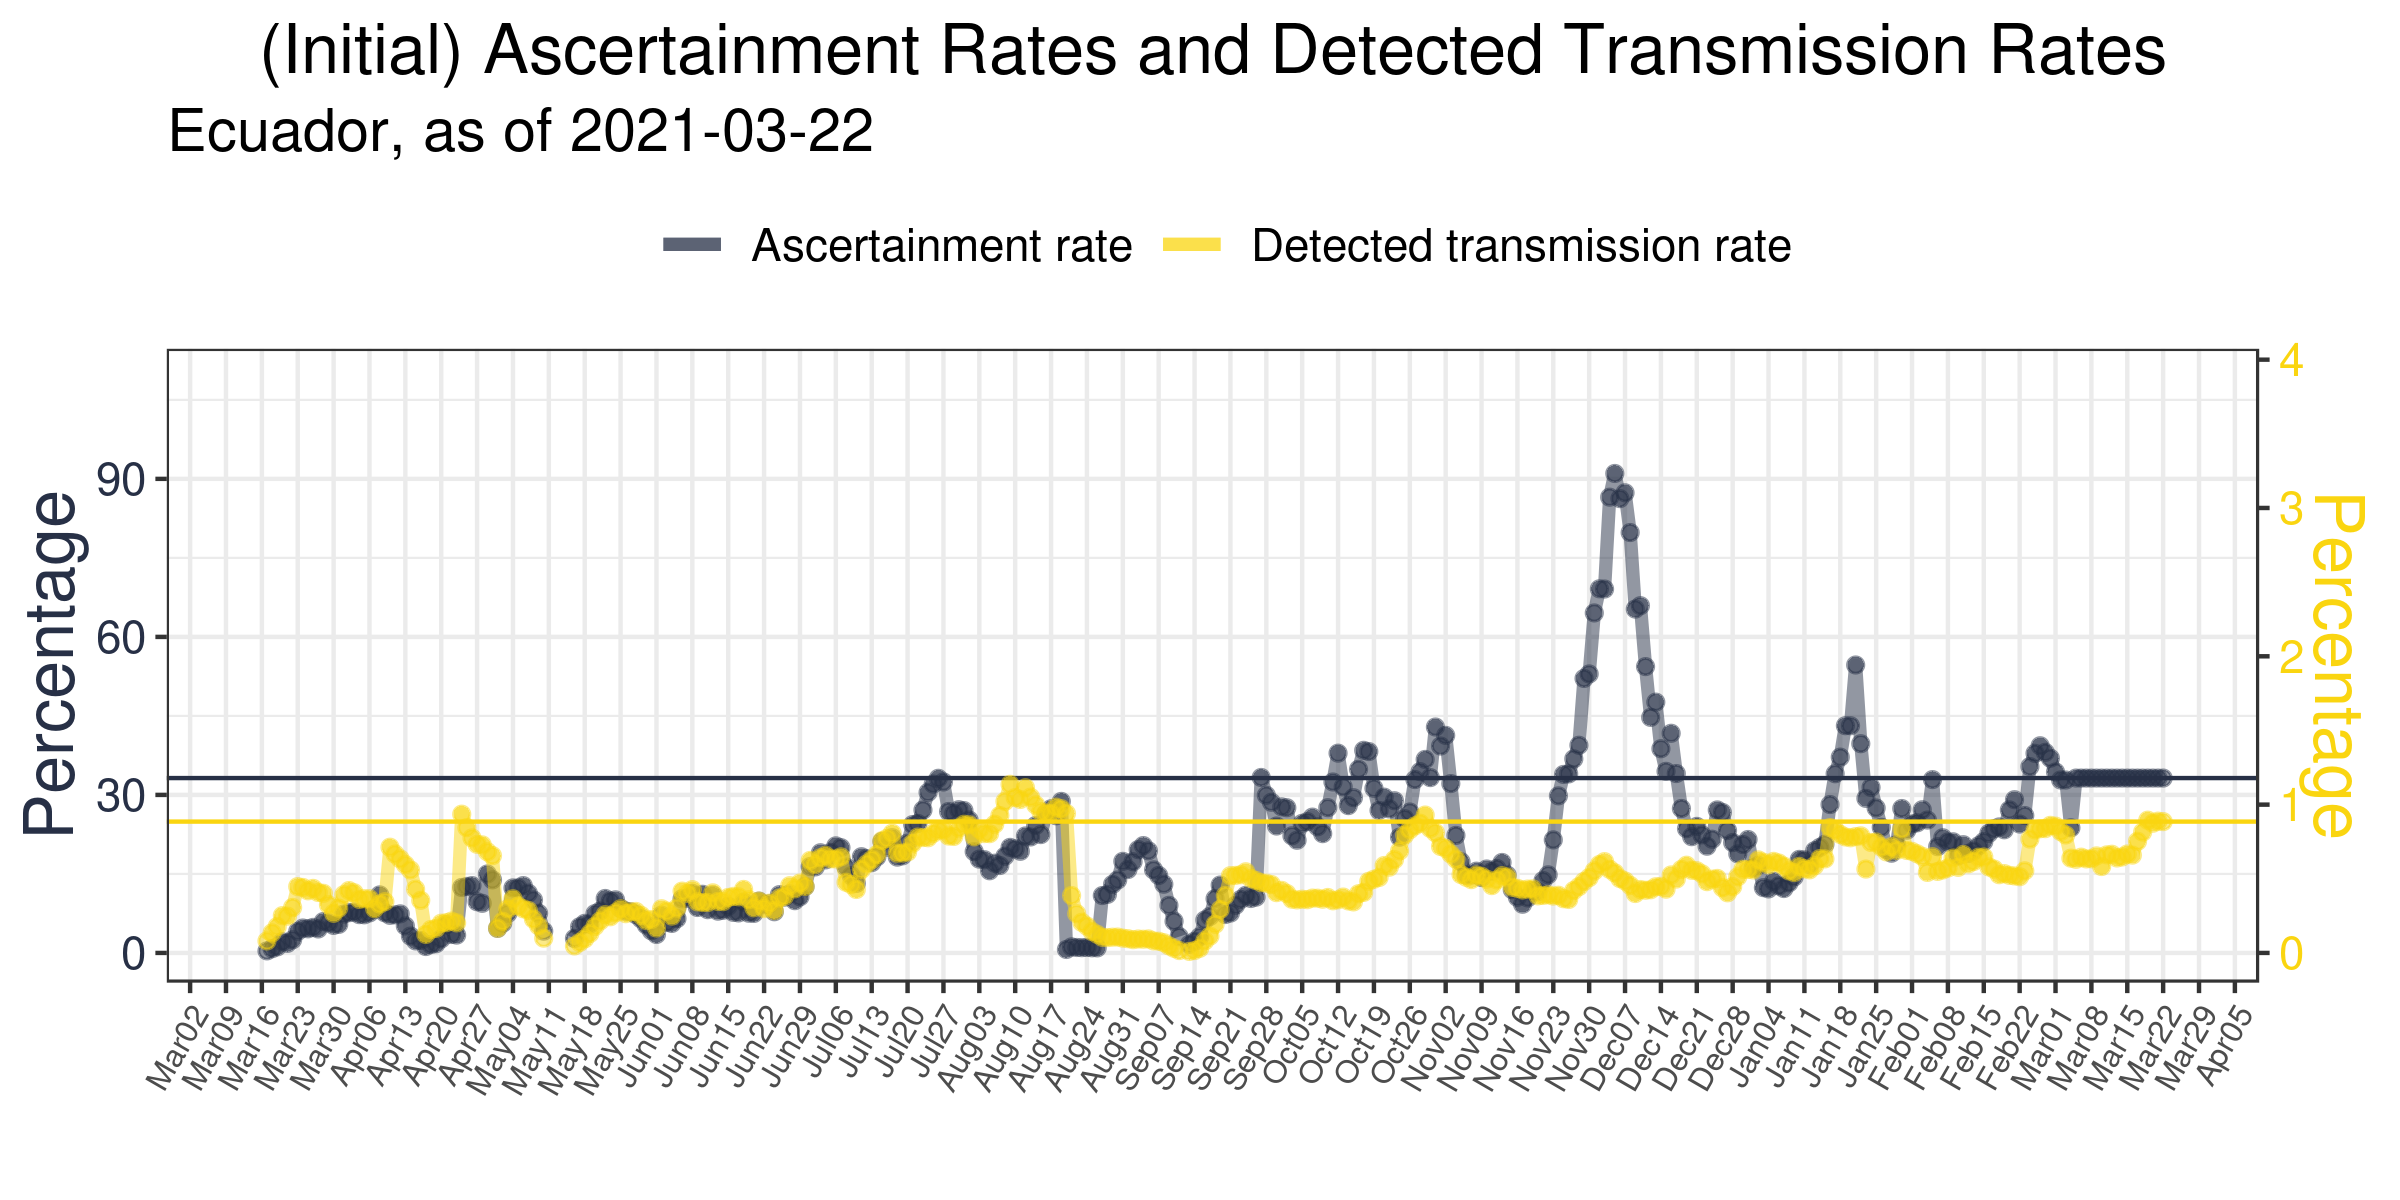 (Initial) Ascertainment Rates and Detected Transmission Rates
Ecuador, as of 2021-03-22
Ascertainment rate
Detected transmission rate
Percentage
90
60
30
0
4
3
2
1
0
Percentage
Mar02
Mar09
Mar16
Mar23
Mar30
Apr06
Apr13
Apr20
Apr27
May04
May11
May18
May25
Jun01
Jun08
Jun15
Jun22
Jun29
Jul06
Jul13
Jul20
Jul27
Aug03
Aug10
Aug17
Aug24
Aug31
Sep07
Sep14
Sep21
Sep28
Oct05
Oct12
Oct19
Oct26
Nov02
Nov09
Nov16
Nov23
Nov30
Dec07
Dec14
Dec21
Dec28
Jan04
Jan11
Jan18
Jan25
Feb01
Feb08
Feb15
Feb22
Mar01
Mar08
Mar15
Mar22
Mar29
Apr05